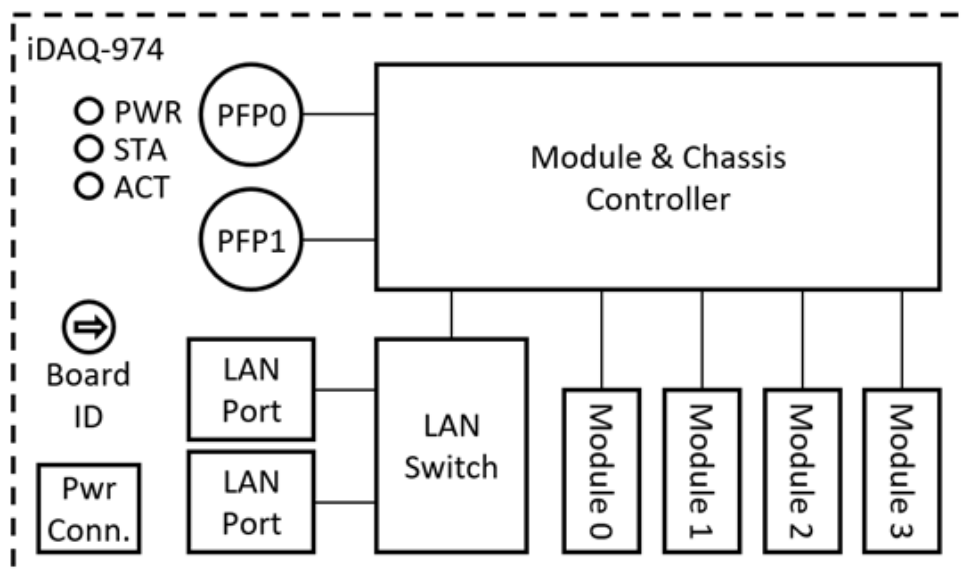 iDAQ-974
PWR
STA
ACT
PFP0
PFP1
Module & Chassis
Controller
Board
ID
Pwr
Conn.
LAN
Port
LAN
Port
LAN
Switch
Module 0
Module 1
Module 2
Module 3